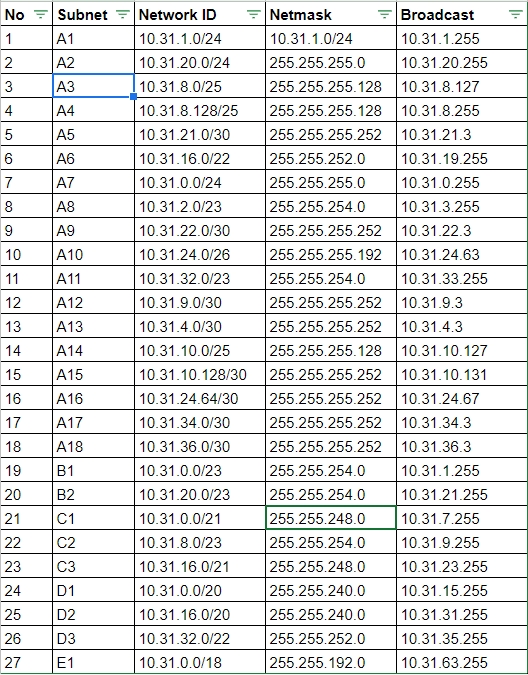 No Subnet Network ID Netmask Broadcast
1 A1 10.31.1.0/24 10.31.1.0/24 10.31.1.255
2 A2 10.31.20.0/24 255.255.255.0 10.31.20.255
3 A3 10.31.8.0/25 255.255.255.128 10.31.8.127
4 A4 10.31.8.128/25 255.255.255.128 10.31.8.255
5 A5 10.31.21.0/30 255.255.255.252 10.31.21.3
6 A6 10.31.16.0/22 255.255.252.0 10.31.19.255
7 A7 10.31.0.0/24 255.255.255.0 10.31.0.255
8 A8 10.31.2.0/23 255.255.254.0 10.31.3.255
9 A9 10.31.22.0/30 255.255.255.252 10.31.22.3
10 A10 10.31.24.0/26 255.255.255.192 10.31.24.63
11 A11 10.31.32.0/23 255.255.254.0 10.31.33.255
12 A12 10.31.9.0/30 255.255.255.252 10.31.9.3
13 A13 10.31.4.0/30 255.255.255.252 10.31.4.3
14 A14 10.31.10.0/25 255.255.255.128 10.31.10.127
15 A15 10.31.10.128/30 255.255.255.252 10.31.10.131
16 A16 10.31.24.64/30 255.255.255.252 10.31.24.67
17 A17 10.31.34.0/30 255.255.255.252 10.31.34.3
18 A18 10.31.36.0/30 255.255.255.252 10.31.36.3
19 B1 10.31.0.0/23 255.255.254.0 10.31.1.255
20 B2 10.31.20.0/23 255.255.254.0 10.31.21.255
21 C1 10.31.0.0/21 255.255.248.0 10.31.7.255
22 C2 10.31.8.0/23 255.255.254.0 10.31.9.255
23 C3 10.31.16.0/21 255.255.248.0 10.31.23.255
24 D1 10.31.0.0/20 255.255.240.0 10.31.15.255
25 D2 10.31.16.0/20 255.255.240.0 10.31.31.255
26 D3 10.31.32.0/22 255.255.252.0 10.31.35.255
27 E1 10.31.0.0/18 255.255.192.0 10.31.63.255